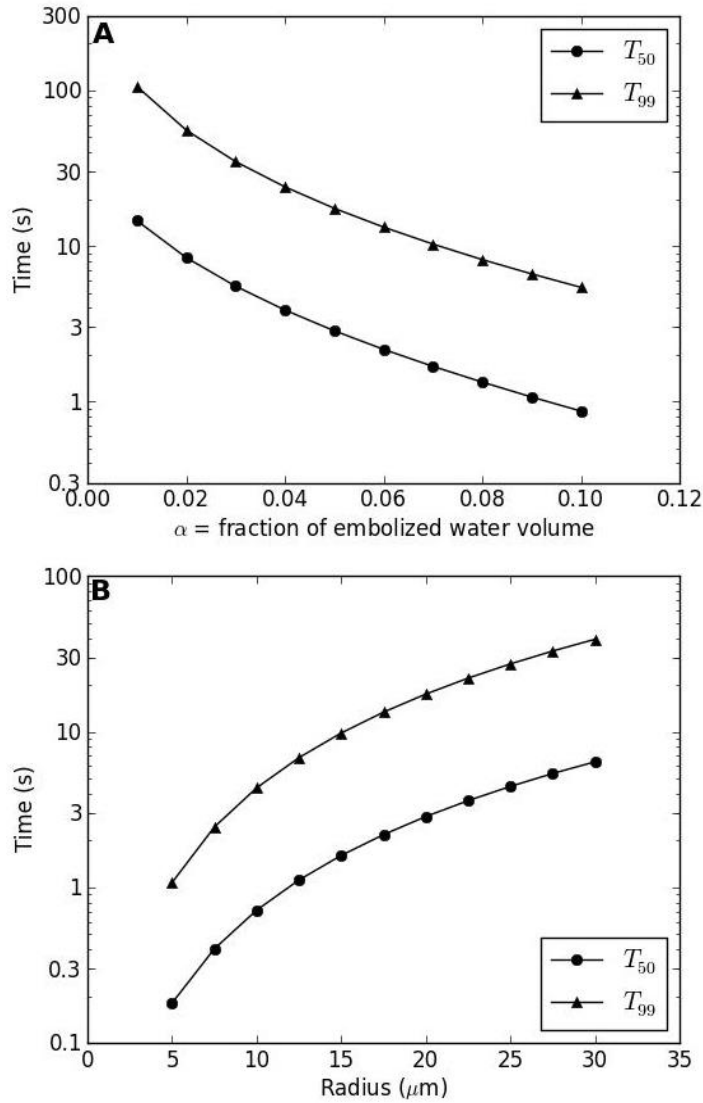 A
300
100
30
10
3
1
0.3
Time (s)
T50
T99
0.00 0.02 0.04 0.06 0.08 0.10 0.12
α = fraction of embolized water volume
B
100
30
10
3
1
0.3
0.1
Time (s)
T50
T99
0 5 10 15 20 25 30 35
Radius (μm)